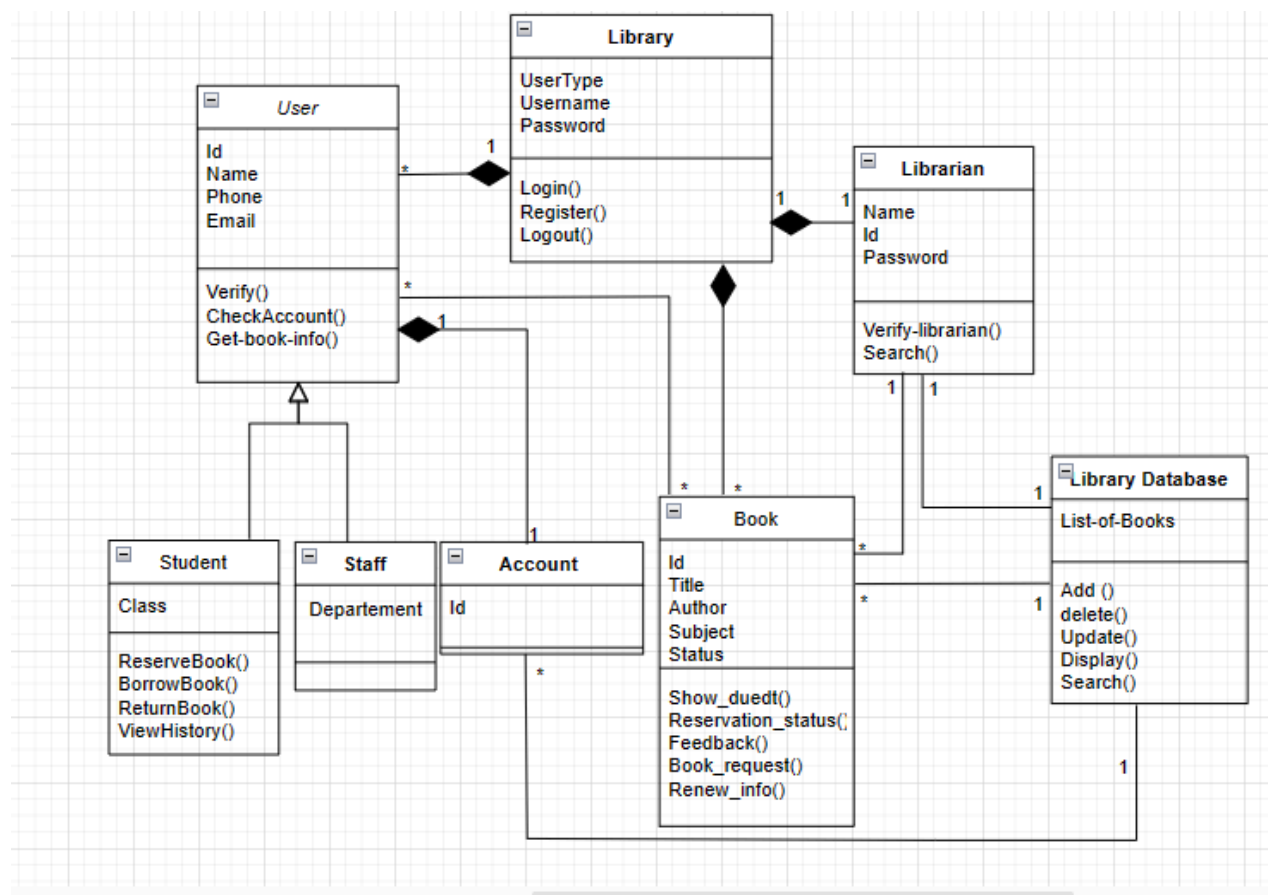 Library
UserType
Username
Password
Login()
Register()
Logout()
User
Id
Name
Phone
Email
Verify()
CheckAccount()
Get-book-info()
1
*
Librarian
Name
Id
Password
Verify-librarian()
Search()
1
1
*
1
1
1
Library Database
List-of-Books
Add ()
delete()
Update()
Display()
Search()
1
*
*
Book
Id
Title
Author
Subject
Status
Show_duedt()
Reservation_status()
Feedback()
Book_request()
Renew_info()
*
*
1
1
Student
Class
ReserveBook()
BorrowBook()
ReturnBook()
ViewHistory()
Staff
Departement
Account
Id
*
1